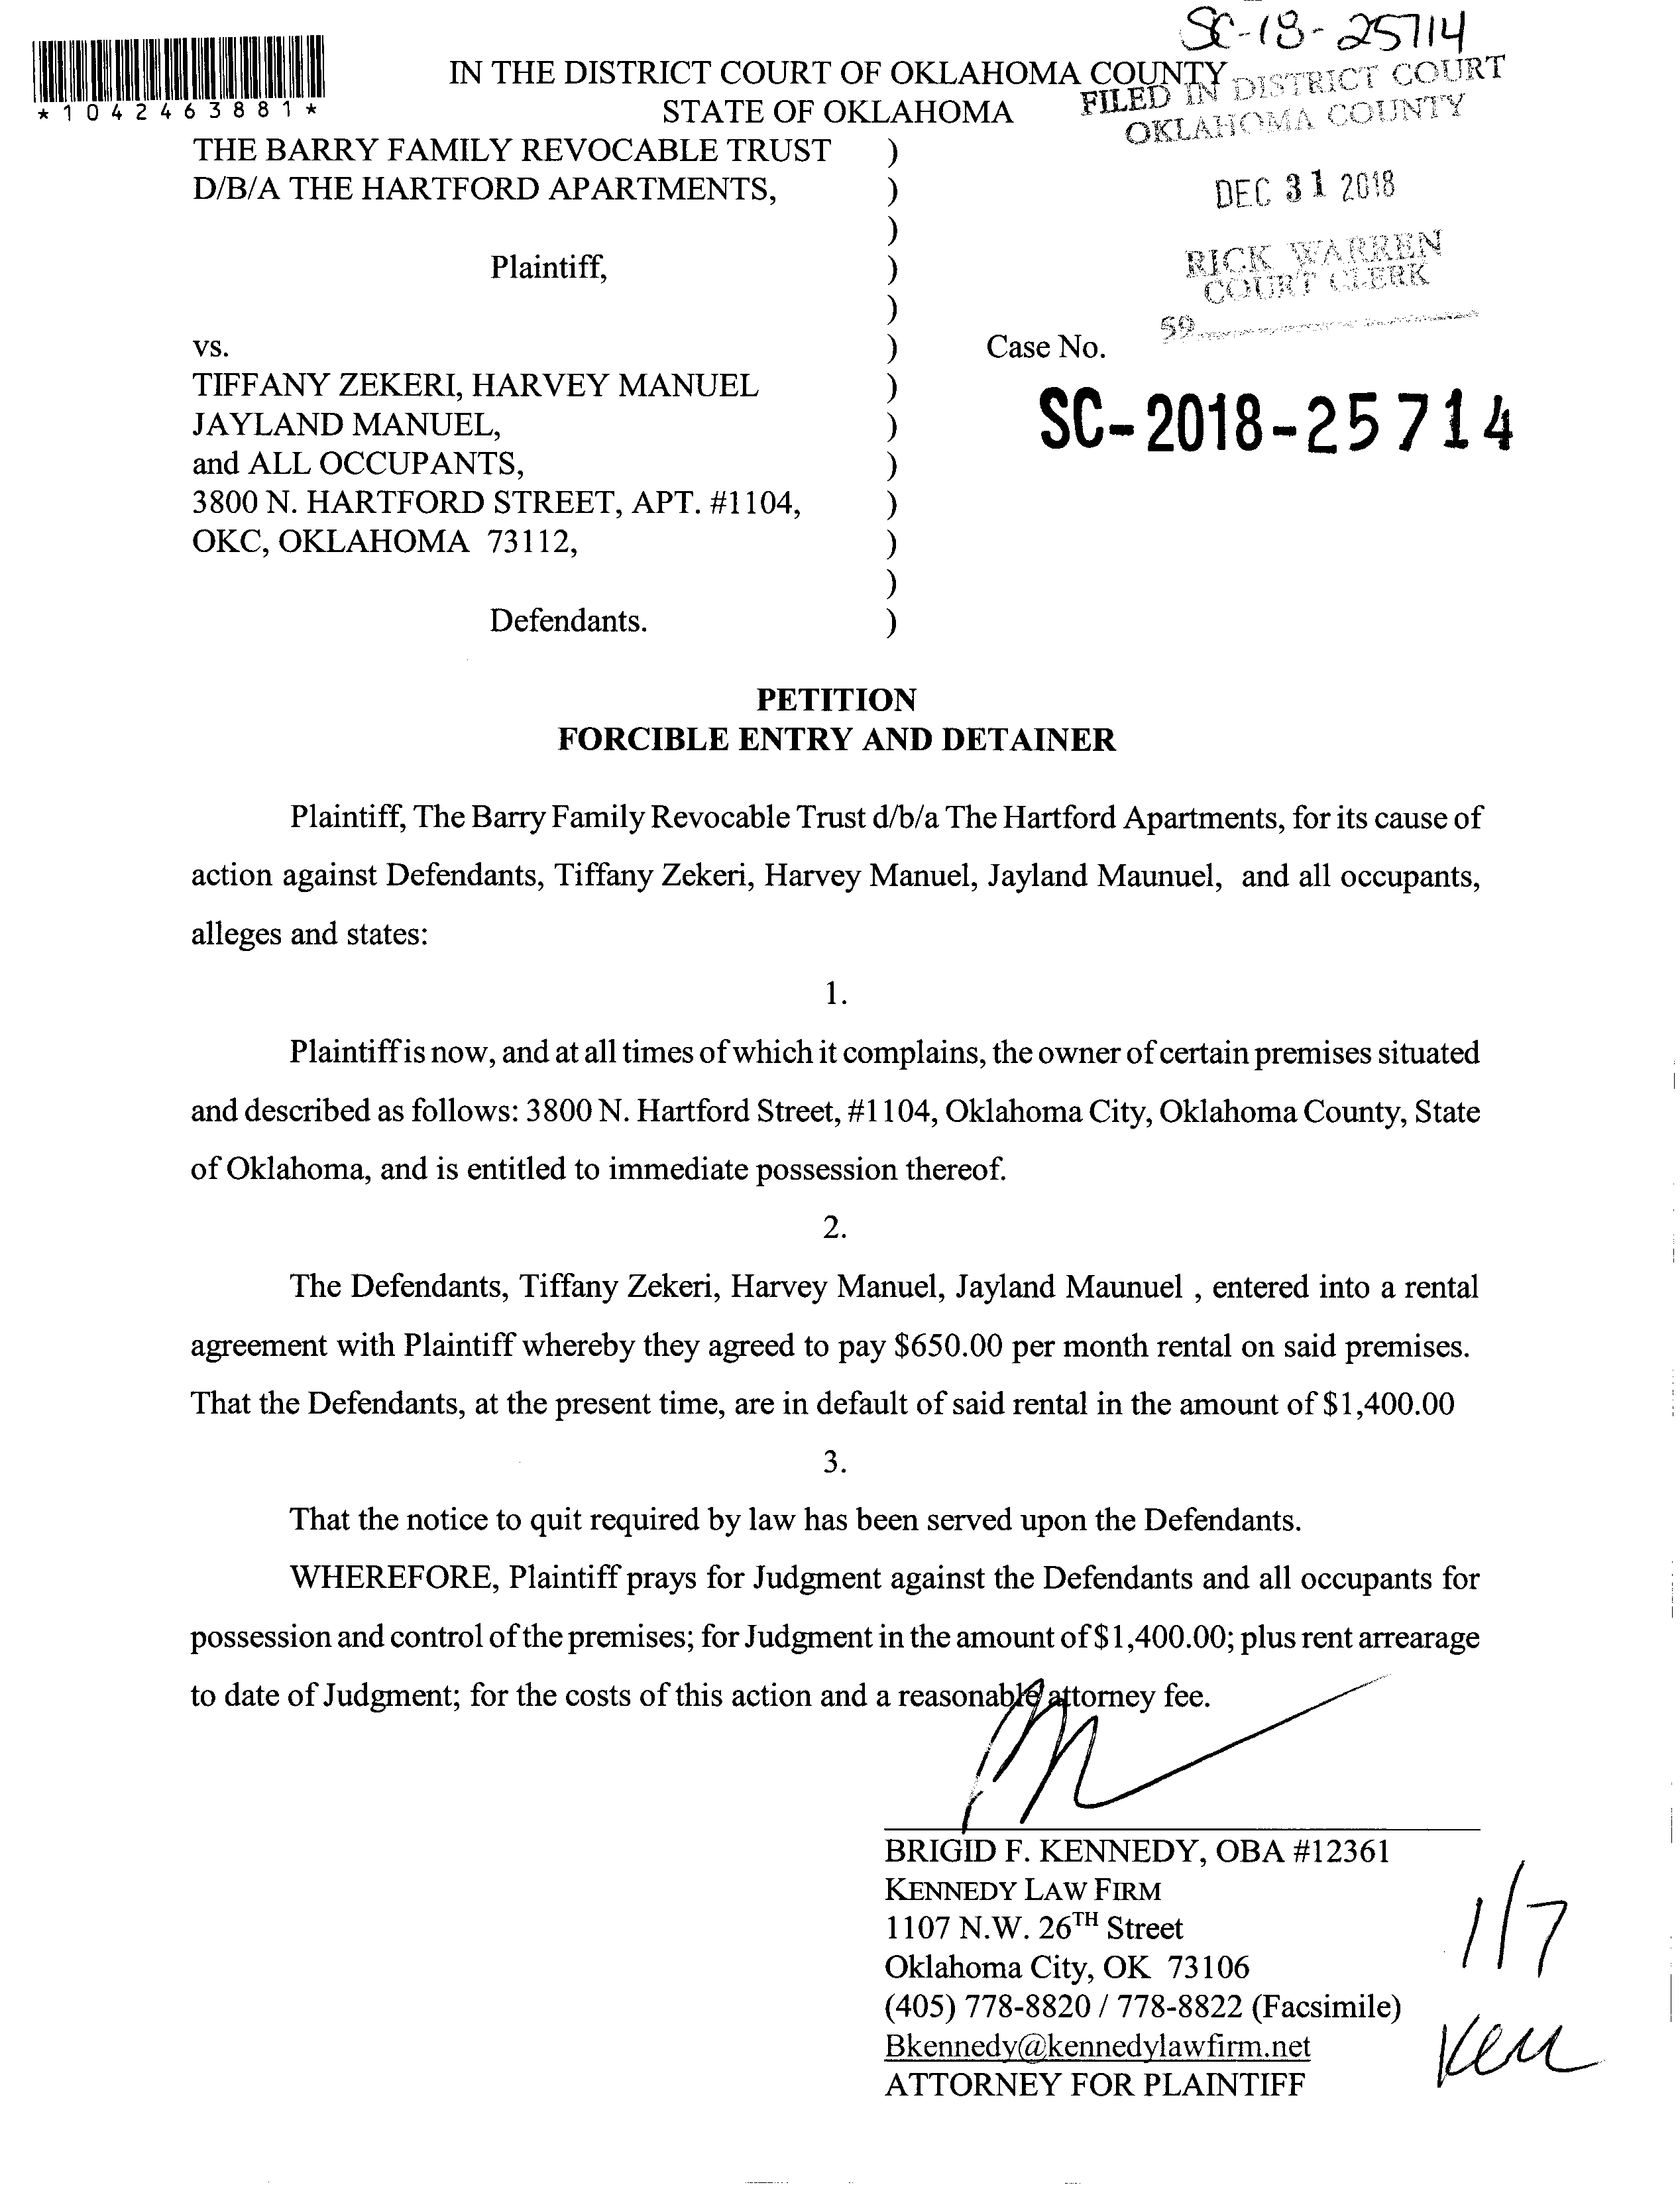 SC-18-25714
*1042463881*
IN THE DISTRICT COURT OF OKLAHOMA COUNTY
STATE OF OKLAHOMA
FILED IN DISTRICT COURT
OKLAHOMA COUNTY
DEC 31 2018
RICK WARREN
COURT CLERK
59
THE BARRY FAMILY REVOCABLE TRUST )
D/B/A THE HARTFORD APARTMENTS, )
)
Plaintiff, )
)
vs. ) Case No.
TIFFANY ZEKERI, HARVEY MANUEL )
SC-2018-25714
JAYLAND MANUEL, )
and ALL OCCUPANTS, )
3800 N. HARTFORD STREET, APT. #1104, )
OKC, OKLAHOMA 73112, )
)
Defendants. )
PETITION
FORCIBLE ENTRY AND DETAINER
Plaintiff, The Barry Family Revocable Trust d/b/a The Hartford Apartments, for its cause of
action against Defendants, Tiffany Zekeri, Harvey Manuel, Jayland Maunuel, and all occupants,
alleges and states:
1.
Plaintiff is now, and at all times of which it complains, the owner of certain premises situated
and described as follows: 3800 N. Hartford Street, #1104, Oklahoma City, Oklahoma County, State
of Oklahoma, and is entitled to immediate possession thereof.
2.
The Defendants, Tiffany Zekeri, Harvey Manuel, Jayland Maunuel , entered into a rental
agreement with Plaintiff whereby they agreed to pay $650.00 per month rental on said premises.
That the Defendants, at the present time, are in default of said rental in the amount of $1,400.00
3.
That the notice to quit required by law has been served upon the Defendants.
WHEREFORE, Plaintiff prays for Judgment against the Defendants and all occupants for
possession and control of the premises; for Judgment in the amount of $1,400.00; plus rent arrearage
to date of Judgment; for the costs of this action and a reasonable attorney fee.
BRIGID F. KENNEDY, OBA #12361
KENNEDY LAW FIRM
1107 N.W. 26TH Street
Oklahoma City, OK 73106
(405) 778-8820 / 778-8822 (Facsimile)
Bkennedy@kennedylawfirm.net
ATTORNEY FOR PLAINTIFF
1/7
Ken